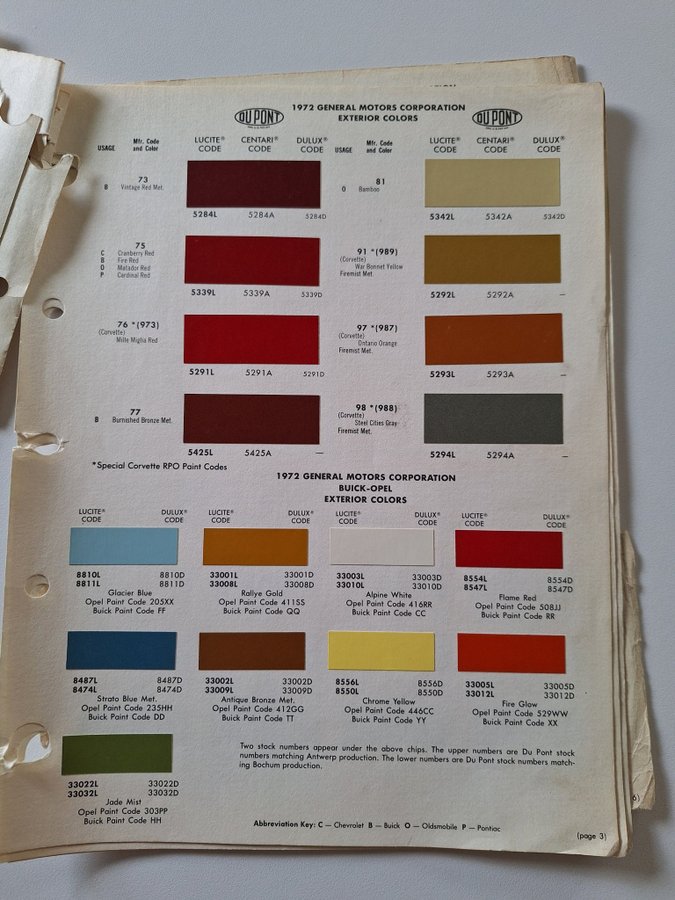 1972 GENERAL MOTORS CORPORATION
EXTERIOR COLORS
DU PONT
DU PONT
USAGE
Mfr. Code
and Color
LUCITE®
CODE
CENTARI®
CODE
DULUX®
CODE
USAGE
Mfr. Code
and Color
LUCITE®
CODE
CENTARI®
CODE
DULUX®
CODE
73
B Vintage Red Met.
5284L 5284A 5284D
75
C Cranberry Red
B Fire Red
O Matador Red
P Cardinal Red
5339L 5339A 5339D
76 *(973)
(Corvette)
Mille Miglia Red
5291L 5291A 5291D
77
B Burnished Bronze Met.
5425L 5425A —
*Special Corvette RPO Paint Codes
81
O Bamboo
5342L 5342A 5342D
91 *(989)
(Corvette)
War Bonnet Yellow
Firemist Met.
5292L 5292A —
97 *(987)
(Corvette)
Ontario Orange
Firemist Met.
5293L 5293A —
98 *(988)
(Corvette)
Steel Cities Gray
Firemist Met.
5294L 5294A —
1972 GENERAL MOTORS CORPORATION
BUICK-OPEL
EXTERIOR COLORS
LUCITE®
CODE
DULUX®
CODE
LUCITE®
CODE
DULUX®
CODE
LUCITE®
CODE
DULUX®
CODE
LUCITE®
CODE
DULUX®
CODE
8810L 8810D
8811L 8811D
Glacier Blue
Opel Paint Code 205XX
Buick Paint Code FF
33001L 33001D
33008L 33008D
Rallye Gold
Opel Paint Code 411SS
Buick Paint Code QQ
33003L 33003D
33010L 33010D
Alpine White
Opel Paint Code 416RR
Buick Paint Code CC
8554L 8554D
8547L 8547D
Flame Red
Opel Paint Code 508JJ
Buick Paint Code RR
8487L 8487D
8474L 8474D
Strato Blue Met.
Opel Paint Code 235HH
Buick Paint Code DD
33002L 33002D
33009L 33009D
Antique Bronze Met.
Opel Paint Code 412GG
Buick Paint Code TT
8556L 8556D
8550L 8550D
Chrome Yellow
Opel Paint Code 446CC
Buick Paint Code YY
33005L 33005D
33012L 33012D
Fire Glow
Opel Paint Code 529WW
Buick Paint Code XX
33022L 33022D
33032L 33032D
Jade Mist
Opel Paint Code 303PP
Buick Paint Code HH
Two stock numbers appear under the above chips. The upper numbers are Du Pont stock
numbers matching Antwerp production. The lower numbers are Du Pont stock numbers match-
ing Bochum production.
Abbreviation Key: C — Chevrolet B — Buick O — Oldsmobile P — Pontiac
(page 3)